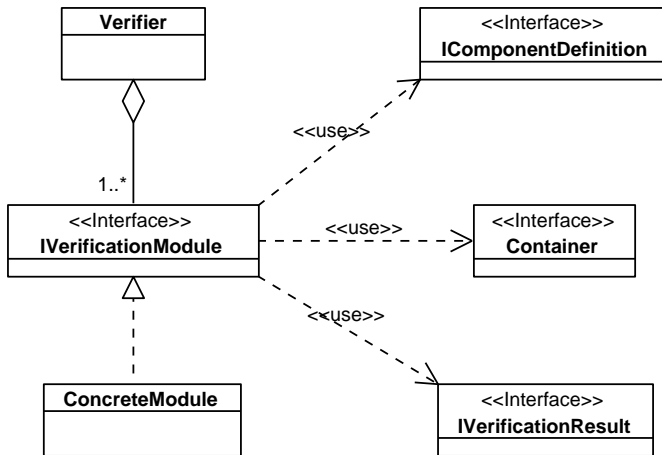 Verifier
<<Interface>>
IComponentDefinition
<<use>>
1..*
<<Interface>>
IVerificationModule
<<use>>
<<Interface>>
Container
<<use>>
ConcreteModule
<<Interface>>
IVerificationResult